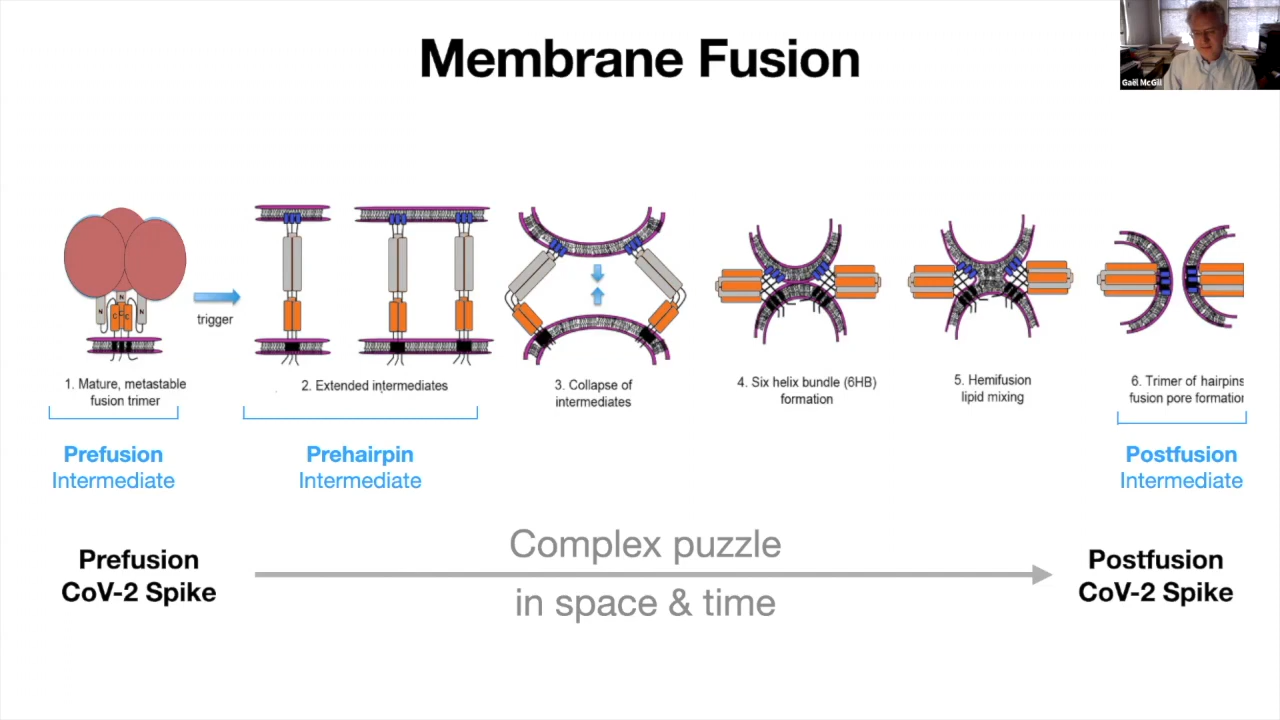 Membrane Fusion
Gaël McGill
N
N
N
C
C
C
trigger
1. Mature, metastable
fusion trimer
2. Extended intermediates
3. Collapse of
intermediates
4. Six helix bundle (6HB)
formation
5. Hemifusion
lipid mixing
6. Trimer of hairpins
fusion pore formation
Prefusion
Intermediate
Prehairpin
Intermediate
Postfusion
Intermediate
Prefusion
CoV-2 Spike
Complex puzzle
in space & time
Postfusion
CoV-2 Spike